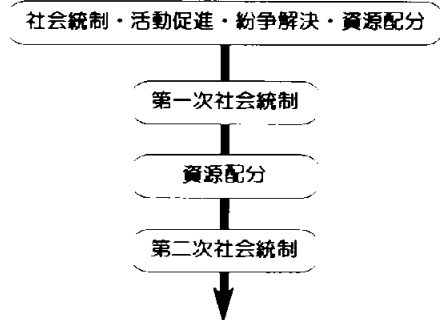 社会統制・活動促進・紛争解決・資源配分
第一次社会統制
資源配分
第二次社会統制